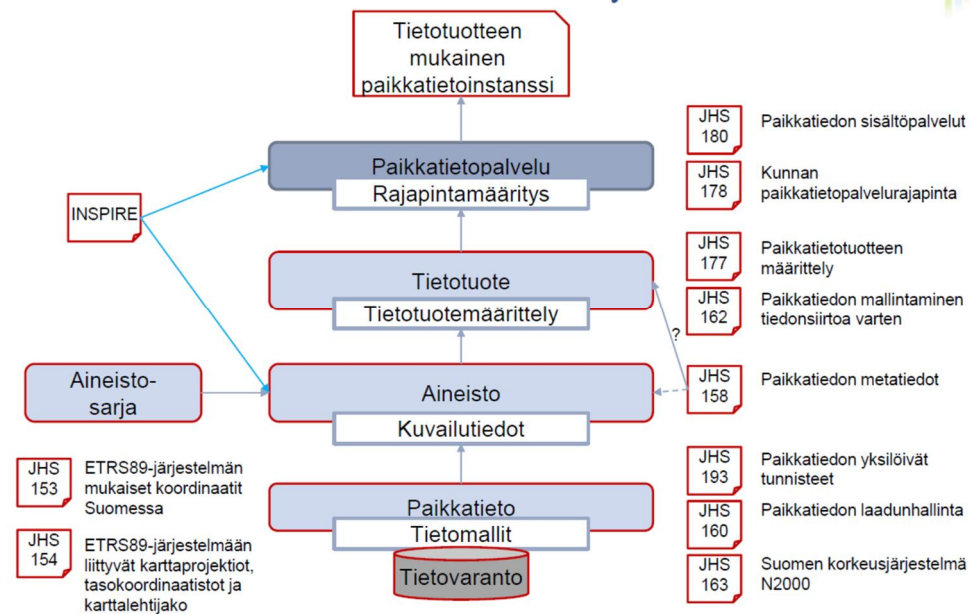 Tietotuotteen
mukainen
paikkatietoinstanssi
JHS
180
Paikkatiedon sisältöpalvelut
Paikkatietopalvelu
Rajapintamääritys
JHS
178
Kunnan
paikkatietopalvelurajapinta
INSPIRE
JHS
177
Paikkatietotuotteen
määrittely
Tietotuote
Tietotuotemäärittely
JHS
162
Paikkatiedon mallintaminen
tiedonsiirtoa varten
?
Aineisto-
sarja
Aineisto
Kuvailutiedot
JHS
158
Paikkatiedon metatiedot
JHS
153
ETRS89-järjestelmän
mukaiset koordinaatit
Suomessa
JHS
193
Paikkatiedon yksilöivät
tunnisteet
Paikkatieto
Tietomallit
JHS
160
Paikkatiedon laadunhallinta
JHS
154
ETRS89-järjestelmään
liittyvät karttaprojektiot,
tasokoordinaatistot ja
karttalehtijako
Tietovaranto
JHS
163
Suomen korkeusjärjestelmä
N2000